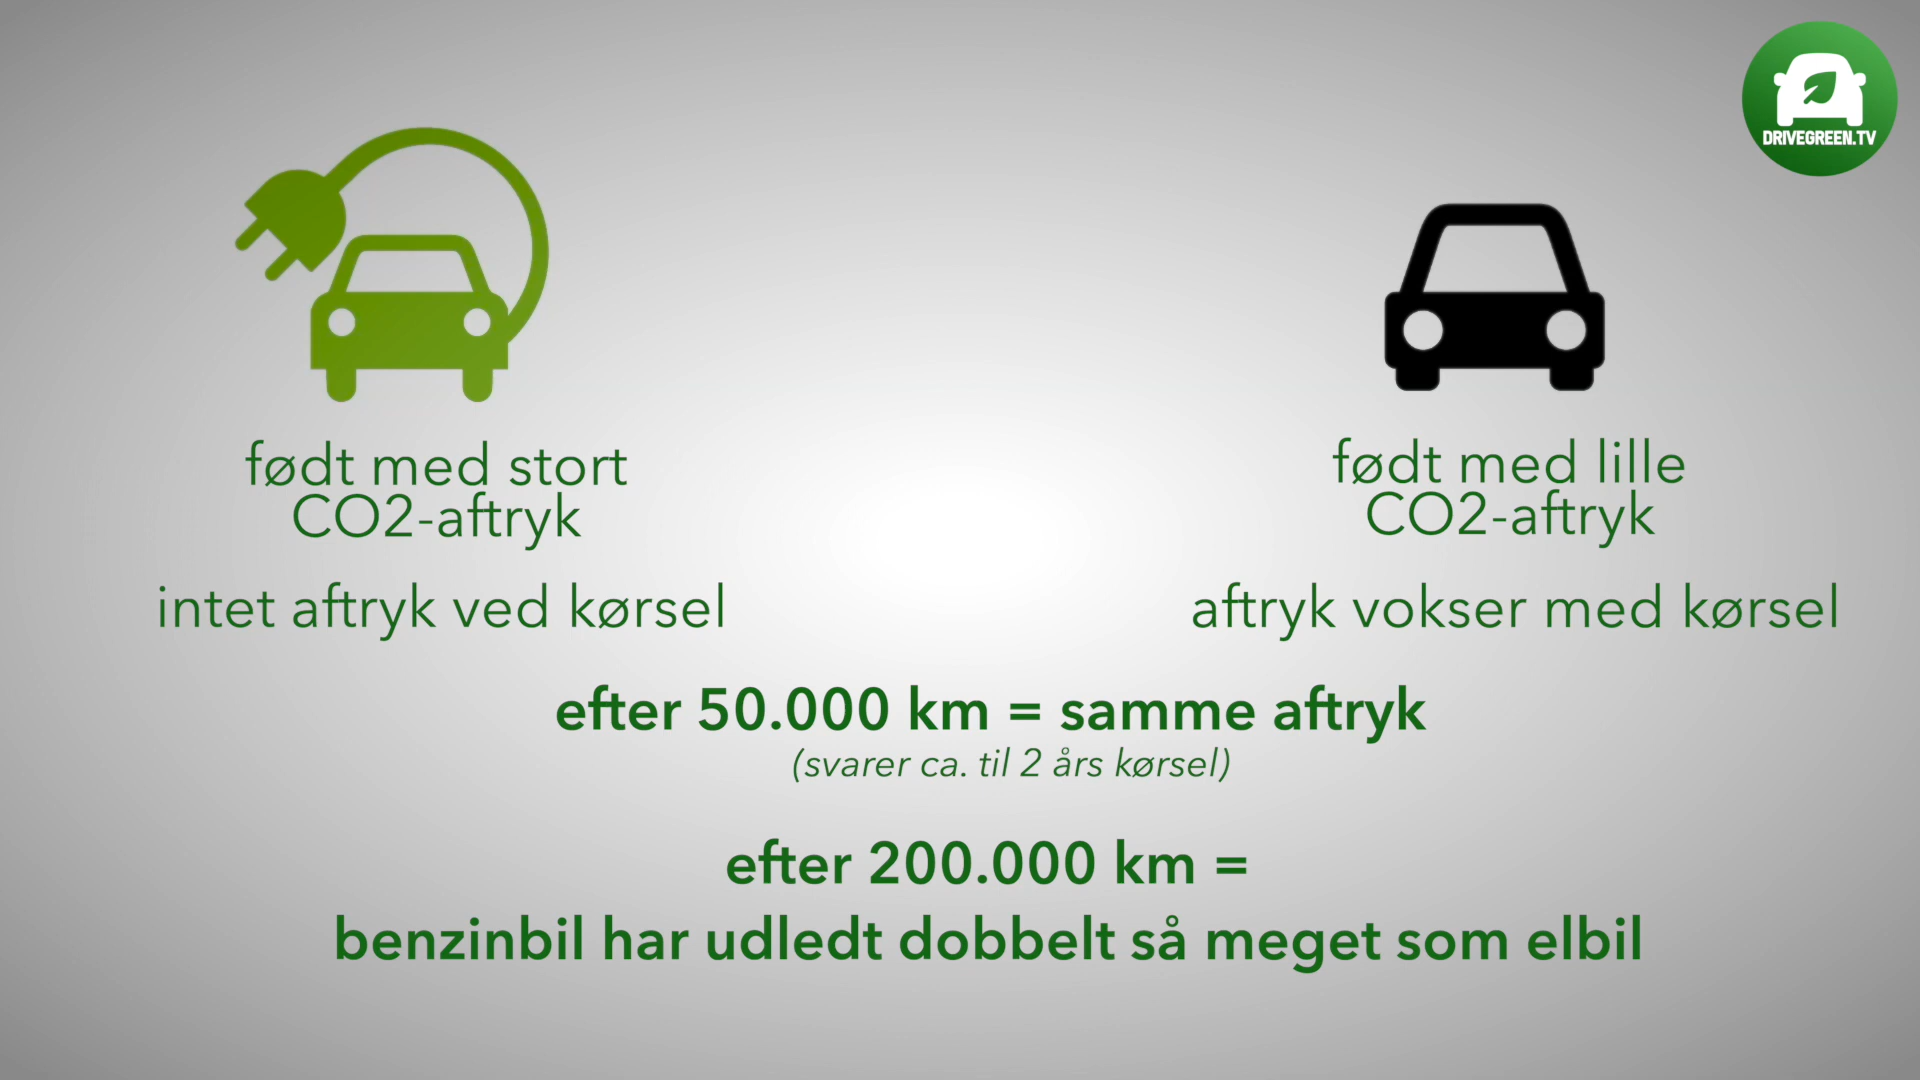 DRIVEGREEN.TV
født med stort
CO2-aftryk
intet aftryk ved kørsel
født med lille
CO2-aftryk
aftryk vokser med kørsel
efter 50.000 km = samme aftryk
(svarer ca. til 2 års kørsel)
efter 200.000 km =
benzinbil har udledt dobbelt så meget som elbil